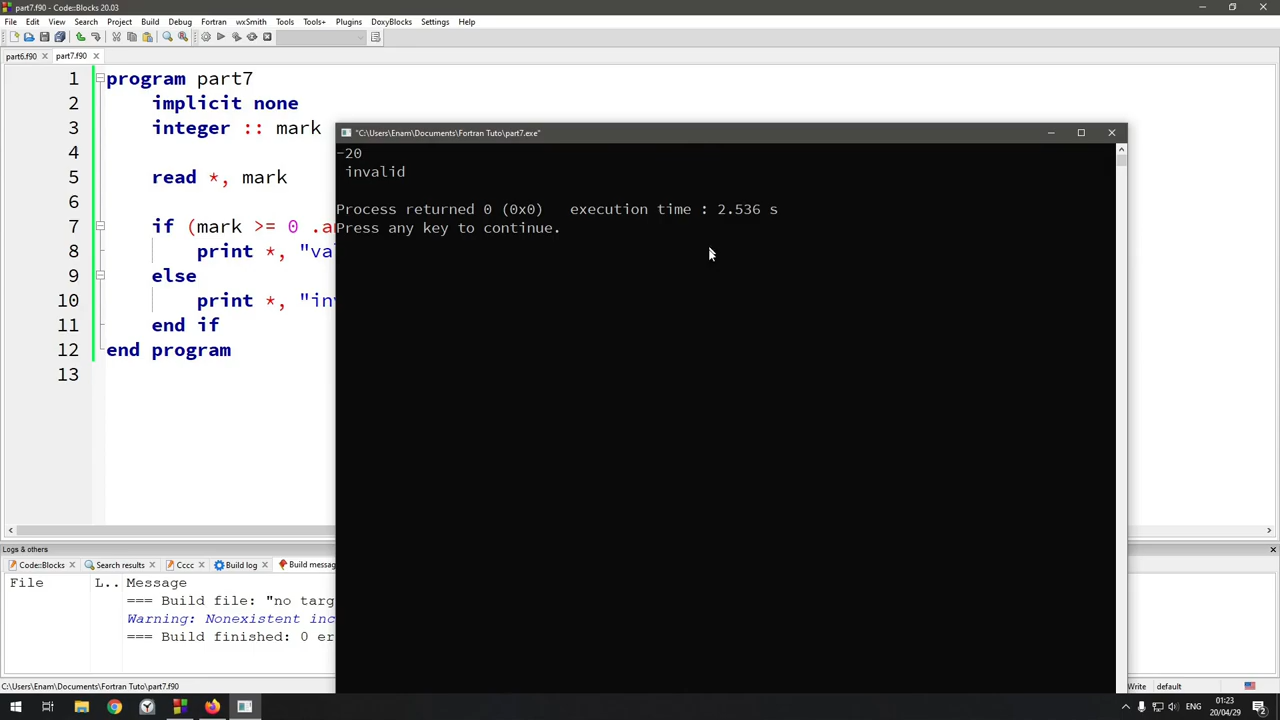 part7.f90 - Code::Blocks 20.03
File Edit View Search Project Build Debug Fortran wxSmith Tools Tools+ Plugins DoxyBlocks Settings Help
part6.f90 part7.f90
1 program part7
2 implicit none
3 integer :: mark
4
5 read *, mark
6
7 if (mark >= 0 .an
8 print *, "val
9 else
10 print *, "inv
11 end if
12 end program
13
"C:\Users\Enam\Documents\Fortran Tuto\part7.exe"
-20
invalid
Process returned 0 (0x0) execution time : 2.536 s
Press any key to continue.
Logs & others
Code::Blocks Search results Cccc Build log Build messag
File L.. Message
=== Build file: "no targ
Warning: Nonexistent inc
=== Build finished: 0 er
C:\Users\Enam\Documents\Fortran Tuto\part7.f90 Write default
ENG 01:23
20/04/29
2